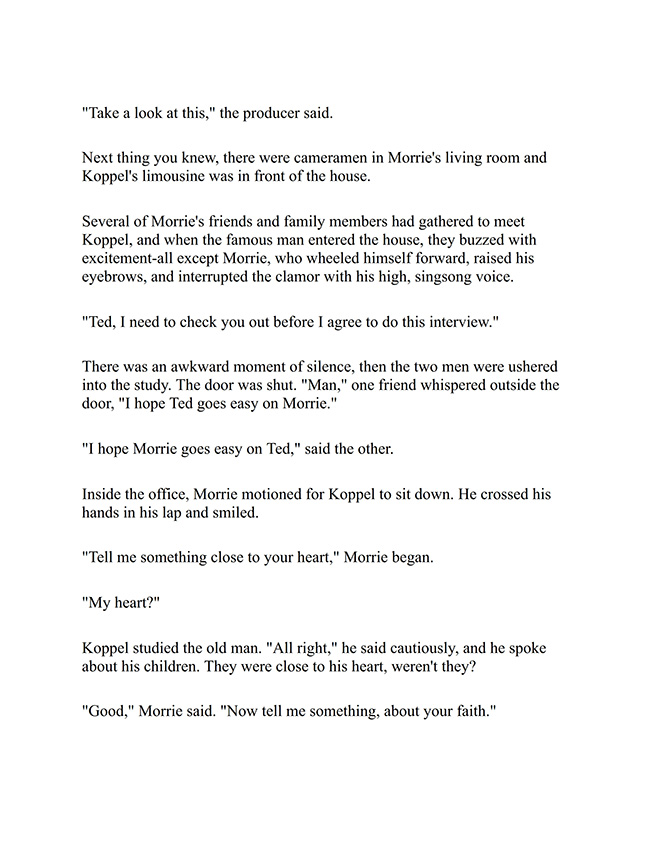 "Take a look at this," the producer said.
Next thing you knew, there were cameramen in Morrie's living room and
Koppel's limousine was in front of the house.
Several of Morrie's friends and family members had gathered to meet
Koppel, and when the famous man entered the house, they buzzed with
excitement-all except Morrie, who wheeled himself forward, raised his
eyebrows, and interrupted the clamor with his high, singsong voice.
"Ted, I need to check you out before I agree to do this interview."
There was an awkward moment of silence, then the two men were ushered
into the study. The door was shut. "Man," one friend whispered outside the
door, "I hope Ted goes easy on Morrie."
"I hope Morrie goes easy on Ted," said the other.
Inside the office, Morrie motioned for Koppel to sit down. He crossed his
hands in his lap and smiled.
"Tell me something close to your heart," Morrie began.
"My heart?"
Koppel studied the old man. "All right," he said cautiously, and he spoke
about his children. They were close to his heart, weren't they?
"Good," Morrie said. "Now tell me something, about your faith."